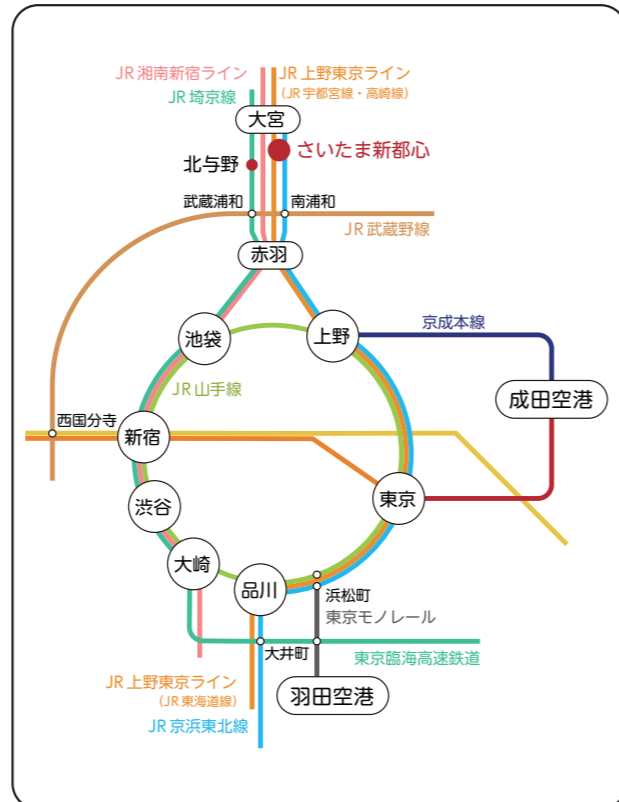 JR 湘南新宿ライン
JR 上野東京ライン
(JR 宇都宮線・高崎線)
JR 埼京線
大宮
さいたま新都心
北与野
武蔵浦和
南浦和
JR 武蔵野線
赤羽
池袋
上野
京成本線
JR 山手線
成田空港
西国分寺
新宿
東京
渋谷
大崎
品川
浜松町
東京モノレール
大井町
東京臨海高速鉄道
JR 上野東京ライン
(JR 東海道線)
羽田空港
JR 京浜東北線